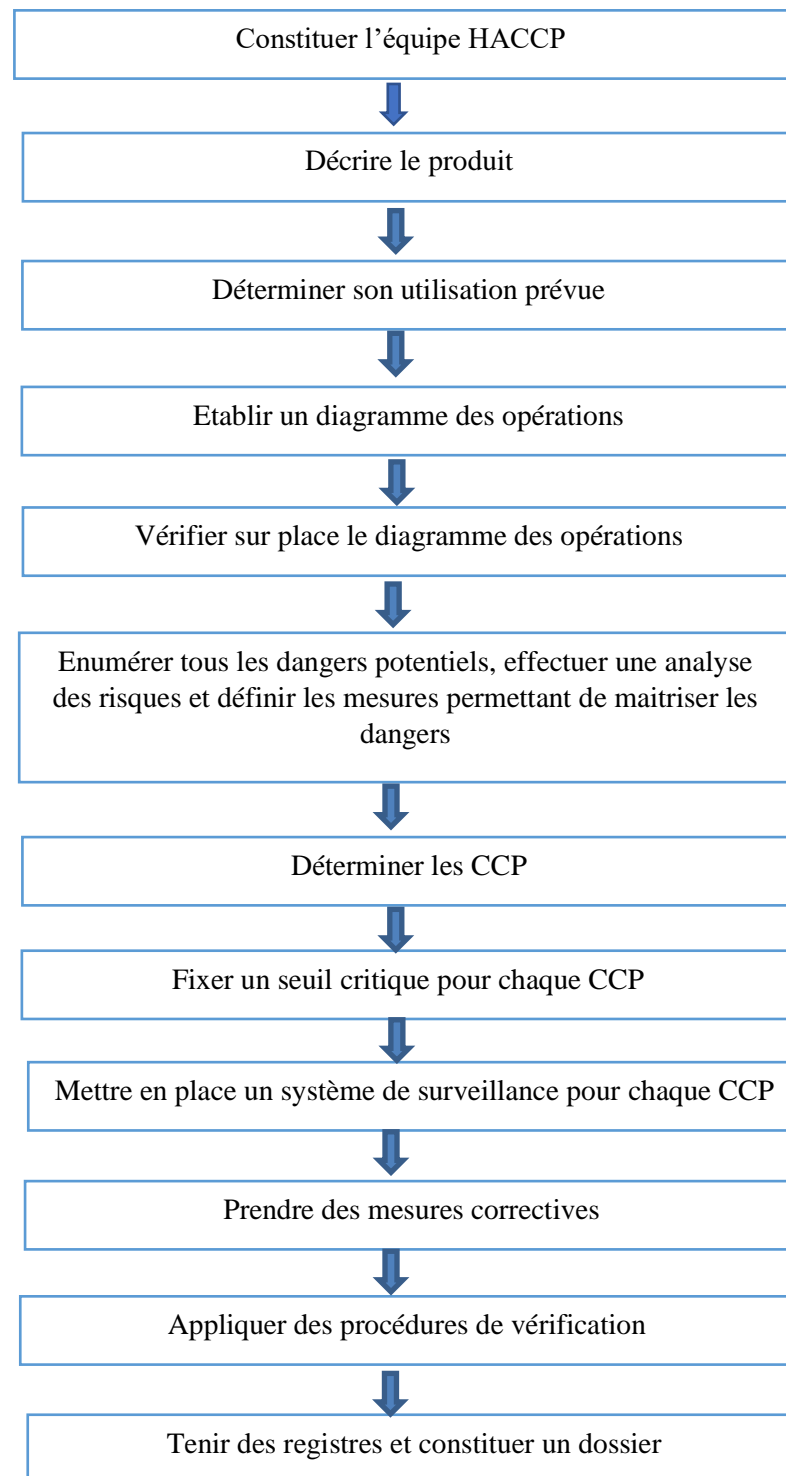 Constituer l’équipe HACCP
Décrire le produit
Déterminer son utilisation prévue
Etablir un diagramme des opérations
Vérifier sur place le diagramme des opérations
Enumérer tous les dangers potentiels, effectuer une analyse
des risques et définir les mesures permettant de maitriser les
dangers
Déterminer les CCP
Fixer un seuil critique pour chaque CCP
Mettre en place un système de surveillance pour chaque CCP
Prendre des mesures correctives
Appliquer des procédures de vérification
Tenir des registres et constituer un dossier